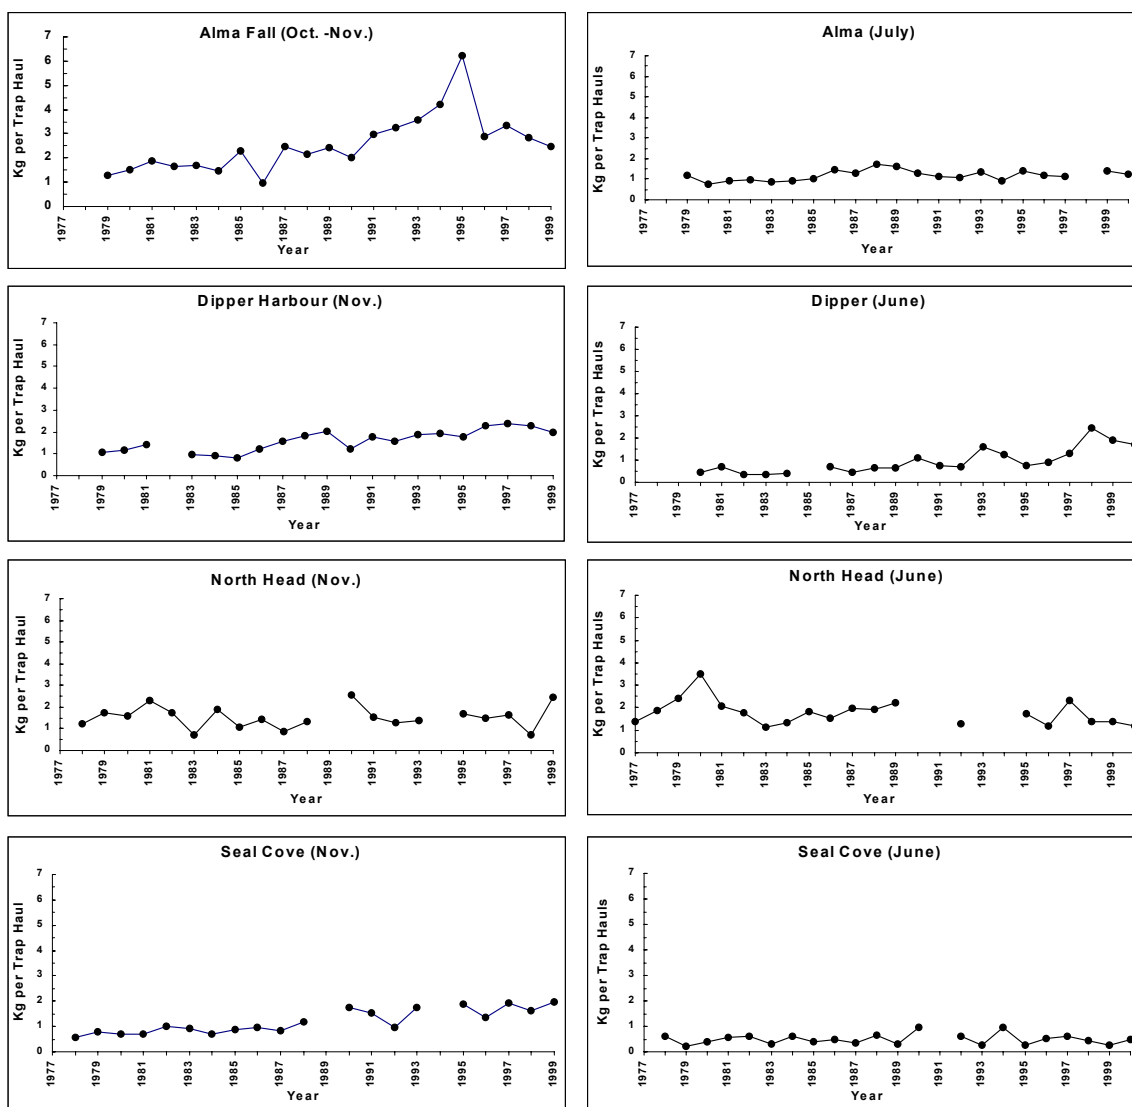 Alma Fall (Oct. -Nov.)
Kg per Trap Haul
7
6
5
4
3
2
1
0
1977 1979 1981 1983 1985 1987 1989 1991 1993 1995 1997 1999
Year
Alma (July)
Kg per Trap Hauls
7
6
5
4
3
2
1
0
1977 1979 1981 1983 1985 1987 1989 1991 1993 1995 1997 1999
Year
Dipper Harbour (Nov.)
Kg per Trap Haul
7
6
5
4
3
2
1
0
1977 1979 1981 1983 1985 1987 1989 1991 1993 1995 1997 1999
Year
Dipper (June)
Kg per Trap Hauls
7
6
5
4
3
2
1
0
1977 1979 1981 1983 1985 1987 1989 1991 1993 1995 1997 1999
Year
North Head (Nov.)
Kg per Trap Haul
7
6
5
4
3
2
1
0
1977 1979 1981 1983 1985 1987 1989 1991 1993 1995 1997 1999
Year
North Head (June)
Kg per Trap Hauls
7
6
5
4
3
2
1
0
1977 1979 1981 1983 1985 1987 1989 1991 1993 1995 1997 1999
Year
Seal Cove (Nov.)
Kg per Trap Haul
7
6
5
4
3
2
1
0
1977 1979 1981 1983 1985 1987 1989 1991 1993 1995 1997 1999
Year
Seal Cove (June)
Kg per Trap Hauls
7
6
5
4
3
2
1
0
1977 1979 1981 1983 1985 1987 1989 1991 1993 1995 1997 1999
Year